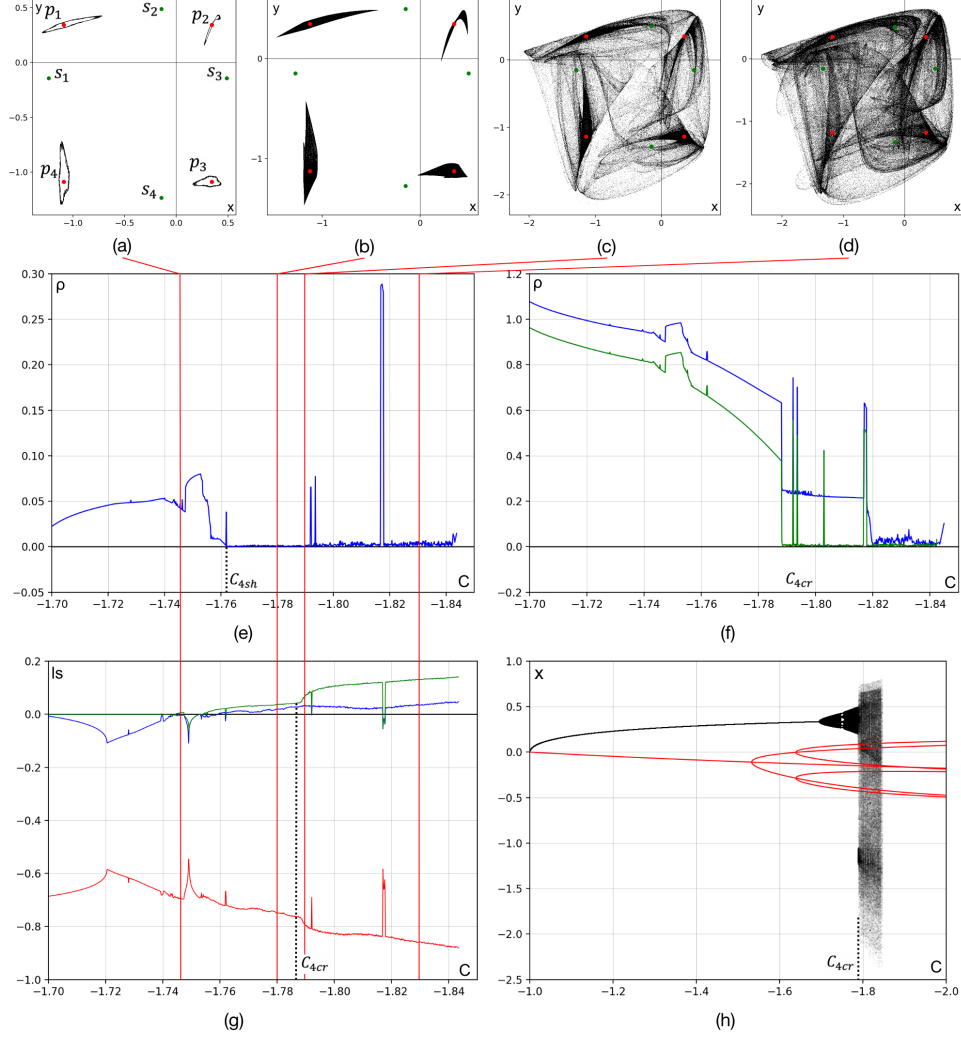 y p₁ s₂ p₂
0.5
0.0
−0.5
−1.0
s₁ s₃
p₄ p₃
s₄
x
−1.0 −0.5 0.0 0.5
y
0
−1
x
−1 0
y
0
−1
−2
x
−2 −1 0
y
0
−1
−2
x
−2 −1 0
(a) (b) (c) (d)
ρ
0.30
0.25
0.20
0.15
0.10
0.05
0.00
−0.05
C₄sh
C
−1.70 −1.72 −1.74 −1.76 −1.78 −1.80 −1.82 −1.84
(e)
ρ
1.2
1.0
0.8
0.6
0.4
0.2
0.0
−0.2
C₄cr
C
−1.70 −1.72 −1.74 −1.76 −1.78 −1.80 −1.82 −1.84
(f)
ls
0.2
0.0
−0.2
−0.4
−0.6
−0.8
−1.0
C₄cr
C
−1.70 −1.72 −1.74 −1.76 −1.78 −1.80 −1.82 −1.84
(g)
x
1.0
0.5
0.0
−0.5
−1.0
−1.5
−2.0
−2.5
C₄cr
C
−1.0 −1.2 −1.4 −1.6 −1.8 −2.0
(h)